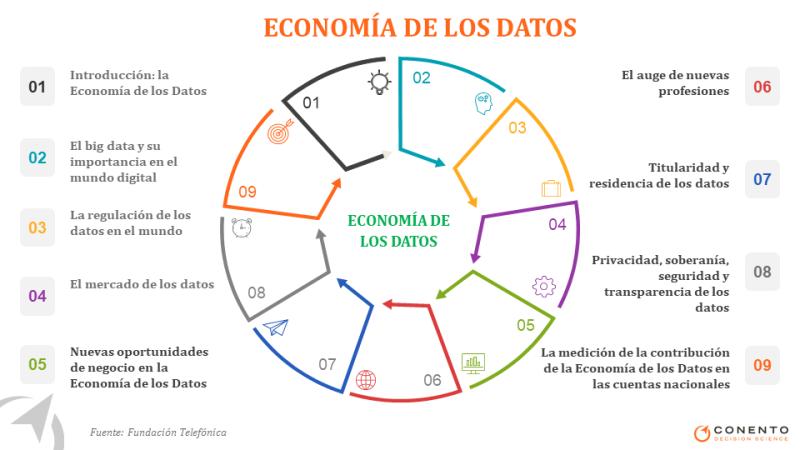 ECONOMÍA DE LOS DATOS
01
Introducción: la
Economía de los Datos
02
El big data y su
importancia en el
mundo digital
03
La regulación de los
datos en el mundo
04
El mercado de los datos
05
Nuevas oportunidades
de negocio en la
Economía de los Datos
01
02
03
04
05
06
07
08
09
ECONOMÍA DE
LOS DATOS
El auge de nuevas
profesiones
06
Titularidad y
residencia de los datos
07
Privacidad, soberanía,
seguridad y
transparencia de los
datos
08
La medición de la contribución
de la Economía de los Datos en
las cuentas nacionales
09
Fuente: Fundación Telefónica
CONENTO
DECISION SCIENCE